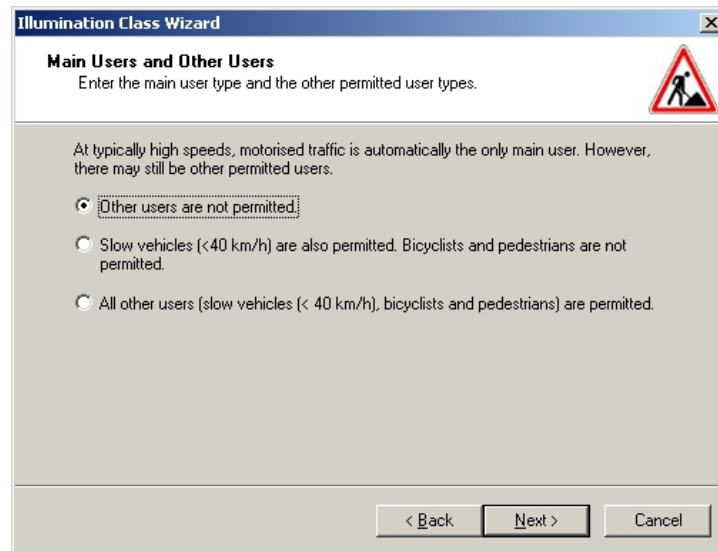 Illumination Class Wizard
Main Users and Other Users
Enter the main user type and the other permitted user types.
At typically high speeds, motorised traffic is automatically the only main user. However,
there may still be other permitted users.
Other users are not permitted.
Slow vehicles (<40 km/h) are also permitted. Bicyclists and pedestrians are not
permitted.
All other users (slow vehicles (< 40 km/h), bicyclists and pedestrians) are permitted.
< Back
Next >
Cancel